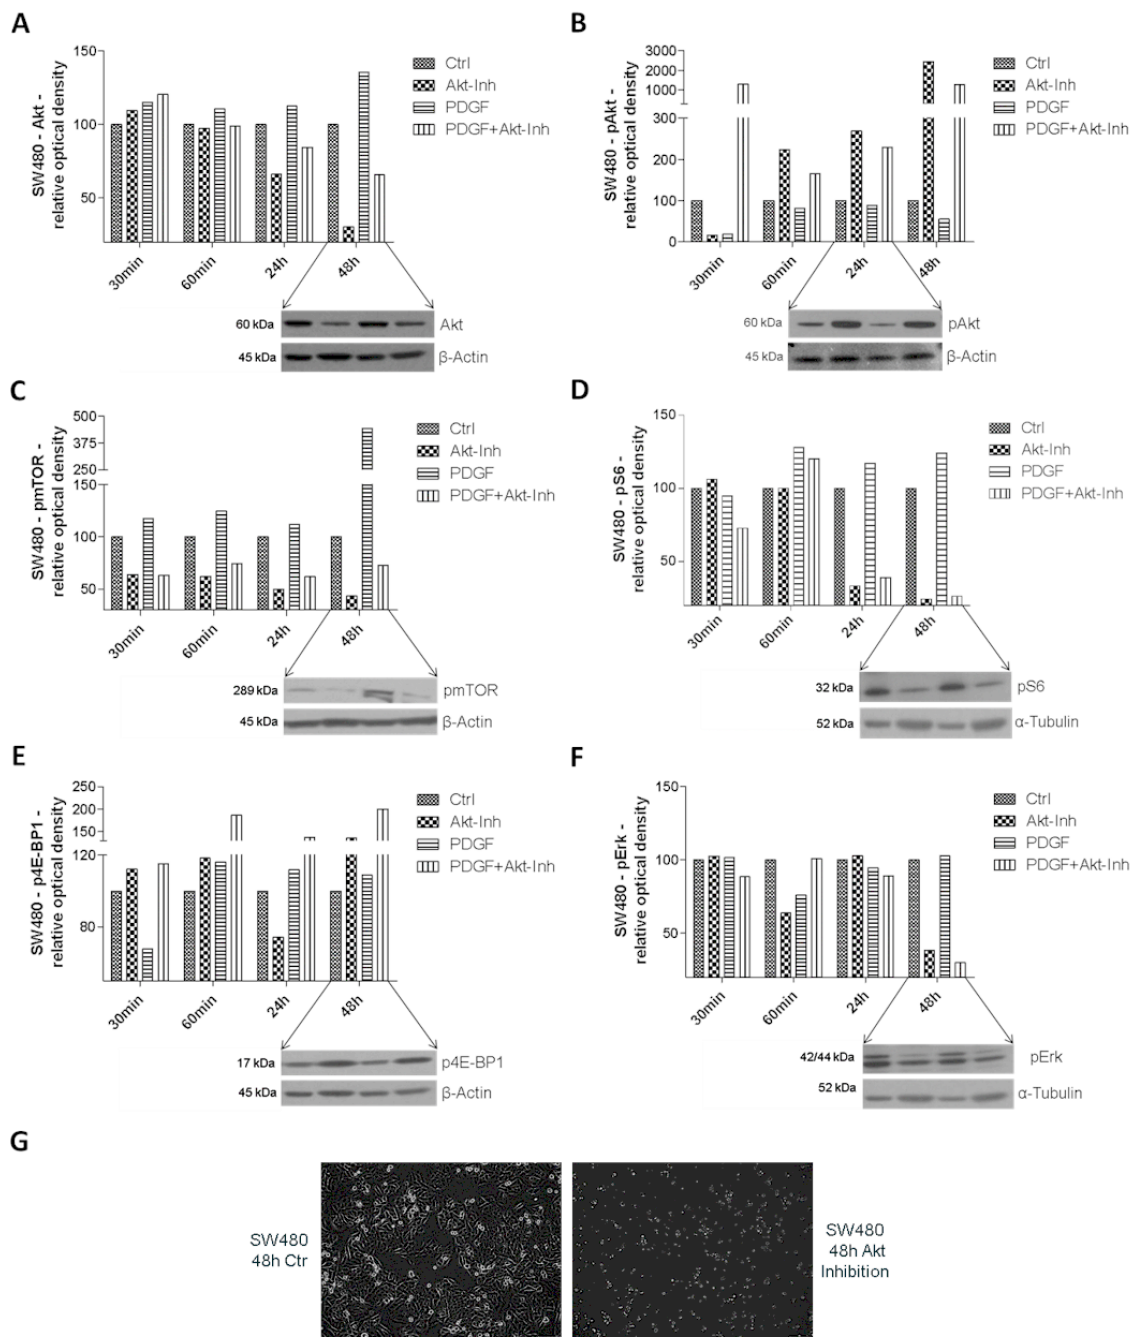 A
SW480 - Akt -
relative optical density
150
100
50
30min
60min
24h
48h
Ctrl
Akt-Inh
PDGF
PDGF+Akt-Inh
60 kDa
Akt
45 kDa
β-Actin
B
SW480 - pAkt -
relative optical density
3000
2000
1000
300
200
100
0
30min
60min
24h
48h
Ctrl
Akt-Inh
PDGF
PDGF+Akt-Inh
60 kDa
pAkt
45 kDa
β-Actin
C
SW480 - pmTOR -
relative optical density
500
375
250
150
100
50
30min
60min
24h
48h
Ctrl
Akt-Inh
PDGF
PDGF+Akt-Inh
289 kDa
pmTOR
45 kDa
β-Actin
D
SW480 - pS6 -
relative optical density
150
100
50
30min
60min
24h
48h
Ctrl
Akt-Inh
PDGF
PDGF+Akt-Inh
32 kDa
pS6
52 kDa
α-Tubulin
E
SW480 - p4E-BP1 -
relative optical density
250
200
150
120
80
30min
60min
24h
48h
Ctrl
Akt-Inh
PDGF
PDGF+Akt-Inh
17 kDa
p4E-BP1
45 kDa
β-Actin
F
SW480 - pErk -
relative optical density
150
100
50
30min
60min
24h
48h
Ctrl
Akt-Inh
PDGF
PDGF+Akt-Inh
42/44 kDa
pErk
52 kDa
α-Tubulin
G
SW480
48h Ctr
SW480
48h Akt
Inhibition